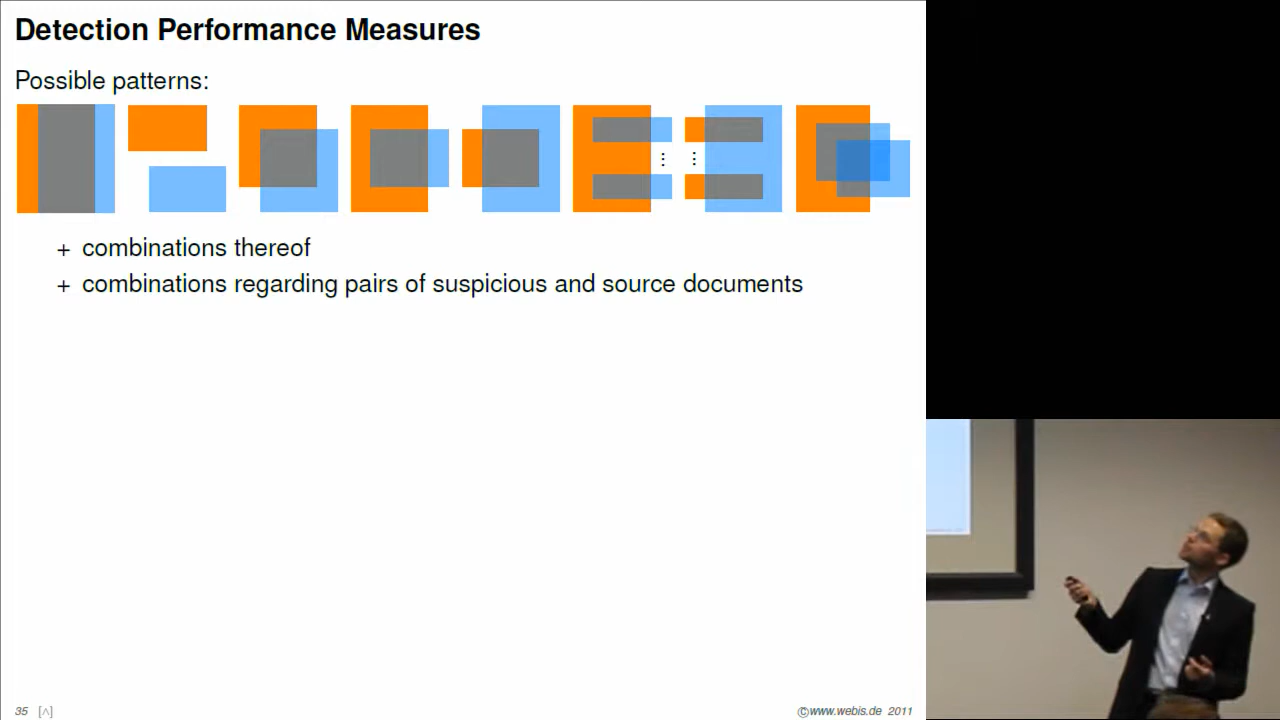 Detection Performance Measures
Possible patterns:
+ combinations thereof
+ combinations regarding pairs of suspicious and source documents
35 [∧]
©www.webis.de 2011